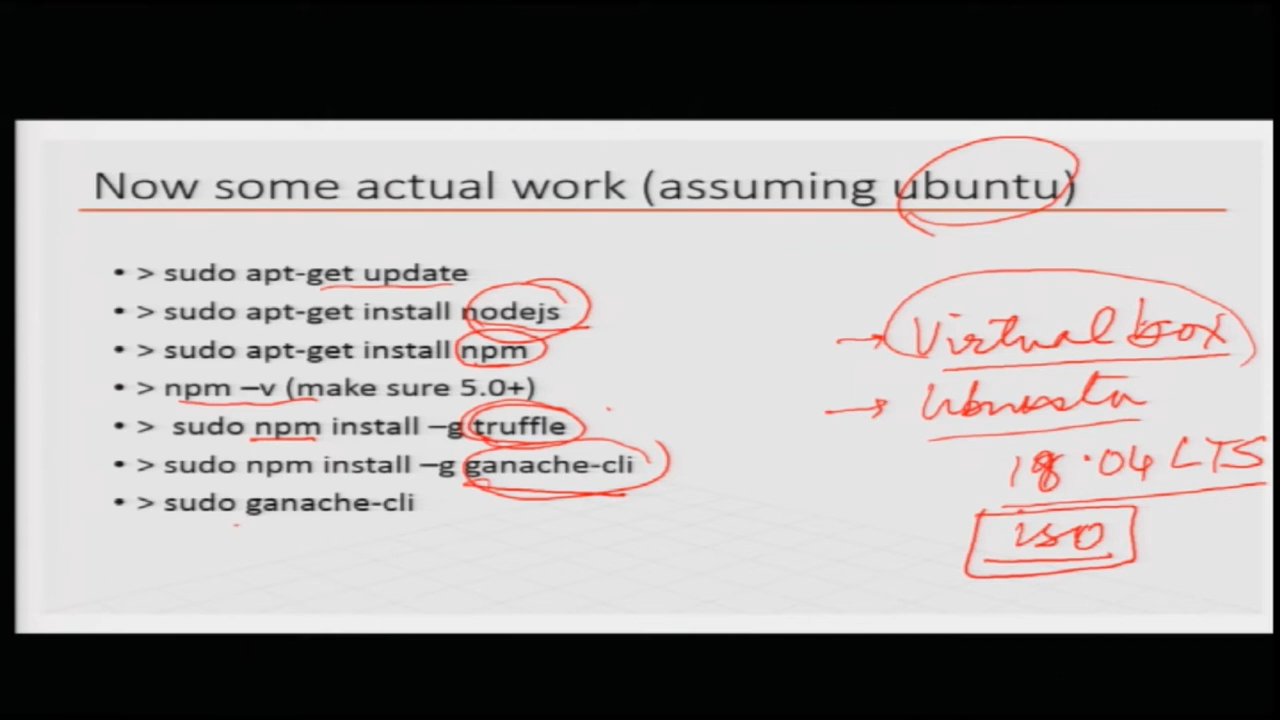 Now some actual work (assuming ubuntu)
• > sudo apt-get update
• > sudo apt-get install nodejs
• > sudo apt-get install npm
• > npm –v (make sure 5.0+)
• > sudo npm install –g truffle
• > sudo npm install –g ganache-cli
• > sudo ganache-cli
→ Virtual box
→ Ubuntu
18.04 LTS
iso